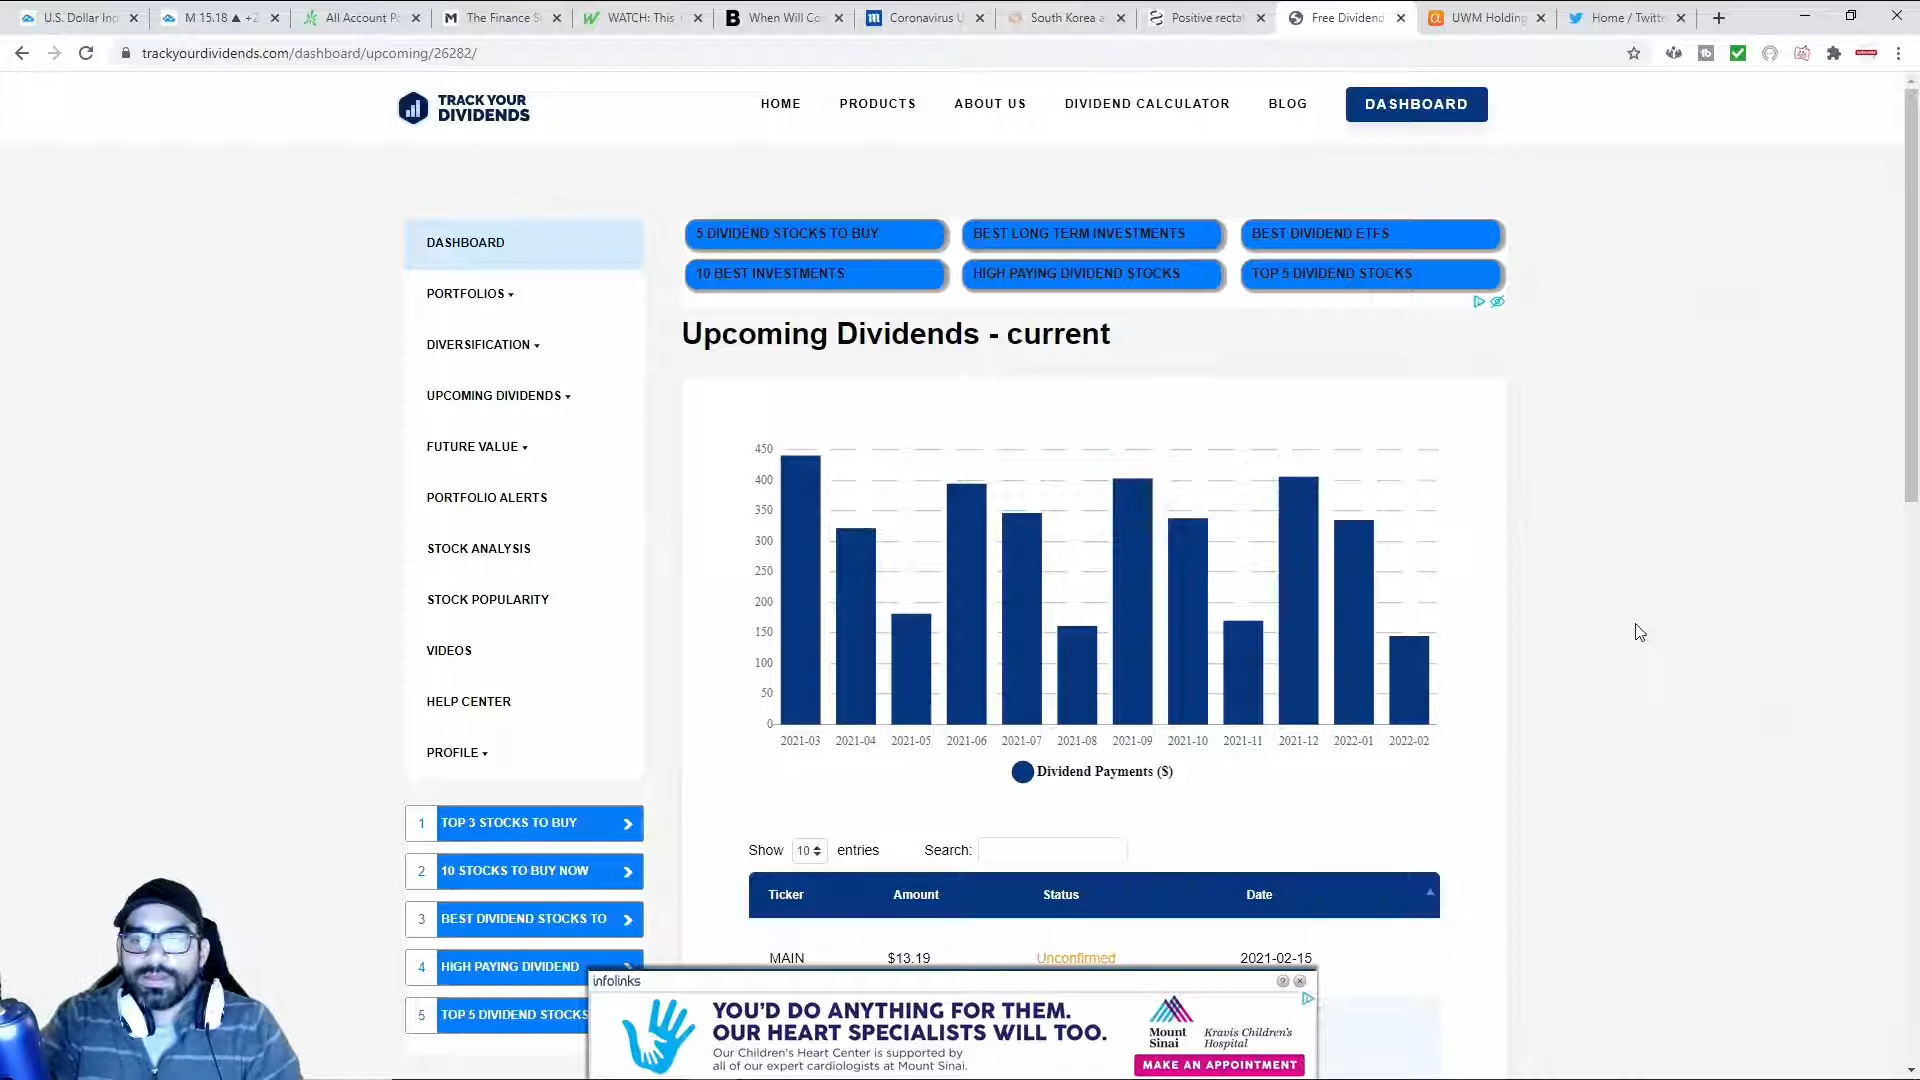 U.S. Dollar In
M 15.18 ▲ +2
All Account P
The Finance S
WATCH: This
When Will Co
Coronavirus U
South Korea a
Positive recta
Free Dividend
UWM Holding
Home / Twitte
trackyourdividends.com/dashboard/upcoming/26282/
TRACK YOUR
DIVIDENDS
HOME
PRODUCTS
ABOUT US
DIVIDEND CALCULATOR
BLOG
DASHBOARD
DASHBOARD
PORTFOLIOS
DIVERSIFICATION
UPCOMING DIVIDENDS
FUTURE VALUE
PORTFOLIO ALERTS
STOCK ANALYSIS
STOCK POPULARITY
VIDEOS
HELP CENTER
PROFILE
1 TOP 3 STOCKS TO BUY
2 10 STOCKS TO BUY NOW
3 BEST DIVIDEND STOCKS TO
4 HIGH PAYING DIVIDEND
5 TOP 5 DIVIDEND STOCKS
5 DIVIDEND STOCKS TO BUY
BEST LONG TERM INVESTMENTS
BEST DIVIDEND ETFS
10 BEST INVESTMENTS
HIGH PAYING DIVIDEND STOCKS
TOP 5 DIVIDEND STOCKS
Upcoming Dividends - current
450
400
350
300
250
200
150
100
50
0
2021-03 2021-04 2021-05 2021-06 2021-07 2021-08 2021-09 2021-10 2021-11 2021-12 2022-01 2022-02
Dividend Payments ($)
Show 10 entries Search:
Ticker Amount Status Date
MAIN $13.19 Unconfirmed 2021-02-15
infolinks
YOU'D DO ANYTHING FOR THEM.
OUR HEART SPECIALISTS WILL TOO.
Our Children's Heart Center is supported by
all of our expert cardiologists at Mount Sinai.
Mount
Sinai
Kravis Children's
Hospital
MAKE AN APPOINTMENT